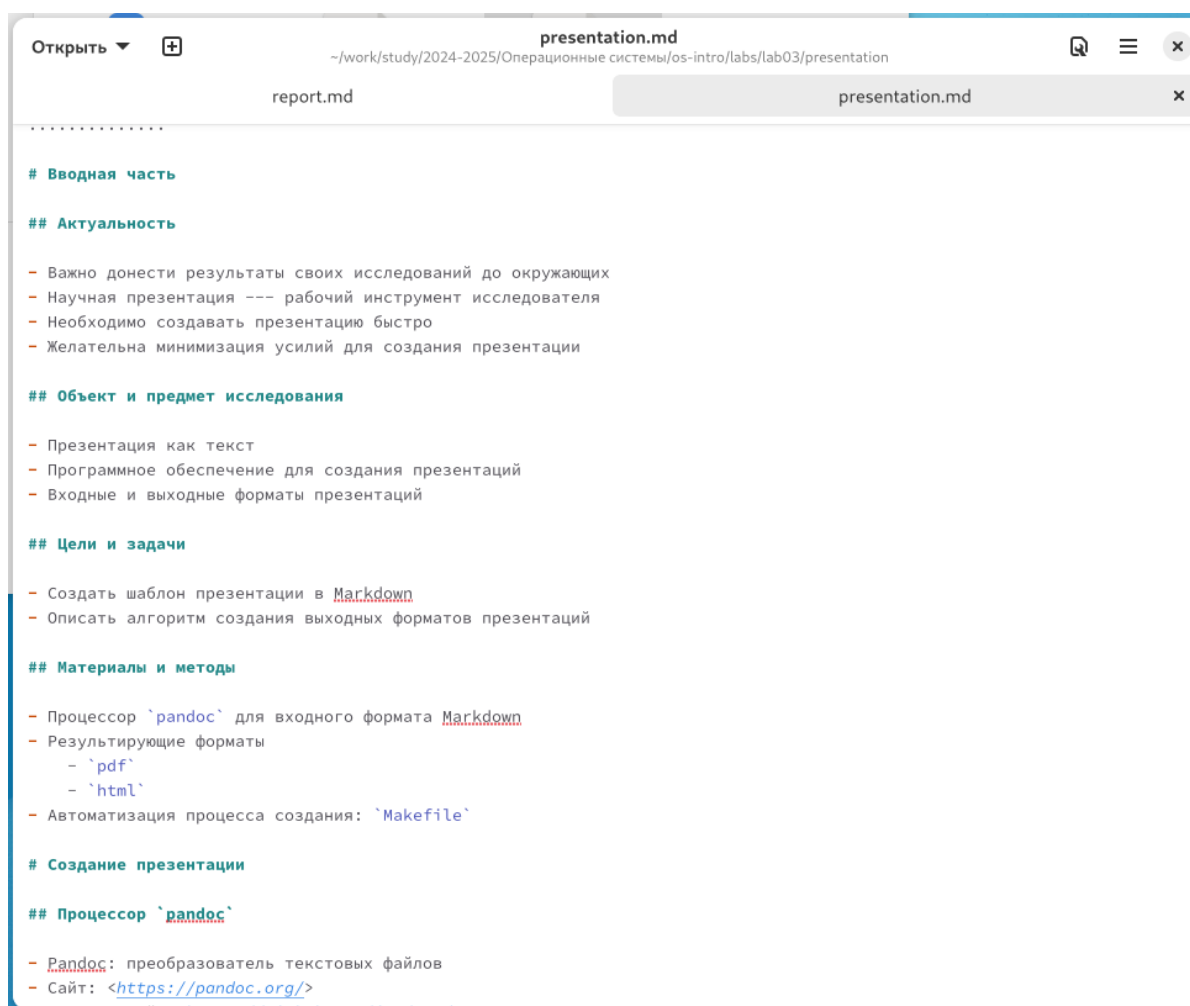 Открыть
presentation.md
~/work/study/2024-2025/Операционные системы/os-intro/labs/lab03/presentation
report.md
presentation.md
# Вводная часть
## Актуальность
- Важно донести результаты своих исследований до окружающих
- Научная презентация --- рабочий инструмент исследователя
- Необходимо создавать презентацию быстро
- Желательна минимизация усилий для создания презентации
## Объект и предмет исследования
- Презентация как текст
- Программное обеспечение для создания презентаций
- Входные и выходные форматы презентаций
## Цели и задачи
- Создать шаблон презентации в Markdown
- Описать алгоритм создания выходных форматов презентаций
## Материалы и методы
- Процессор `pandoc` для входного формата Markdown
- Результирующие форматы
- `pdf`
- `html`
- Автоматизация процесса создания: `Makefile`
# Создание презентации
## Процессор `pandoc`
- Pandoc: преобразователь текстовых файлов
- Сайт: <https://pandoc.org/>